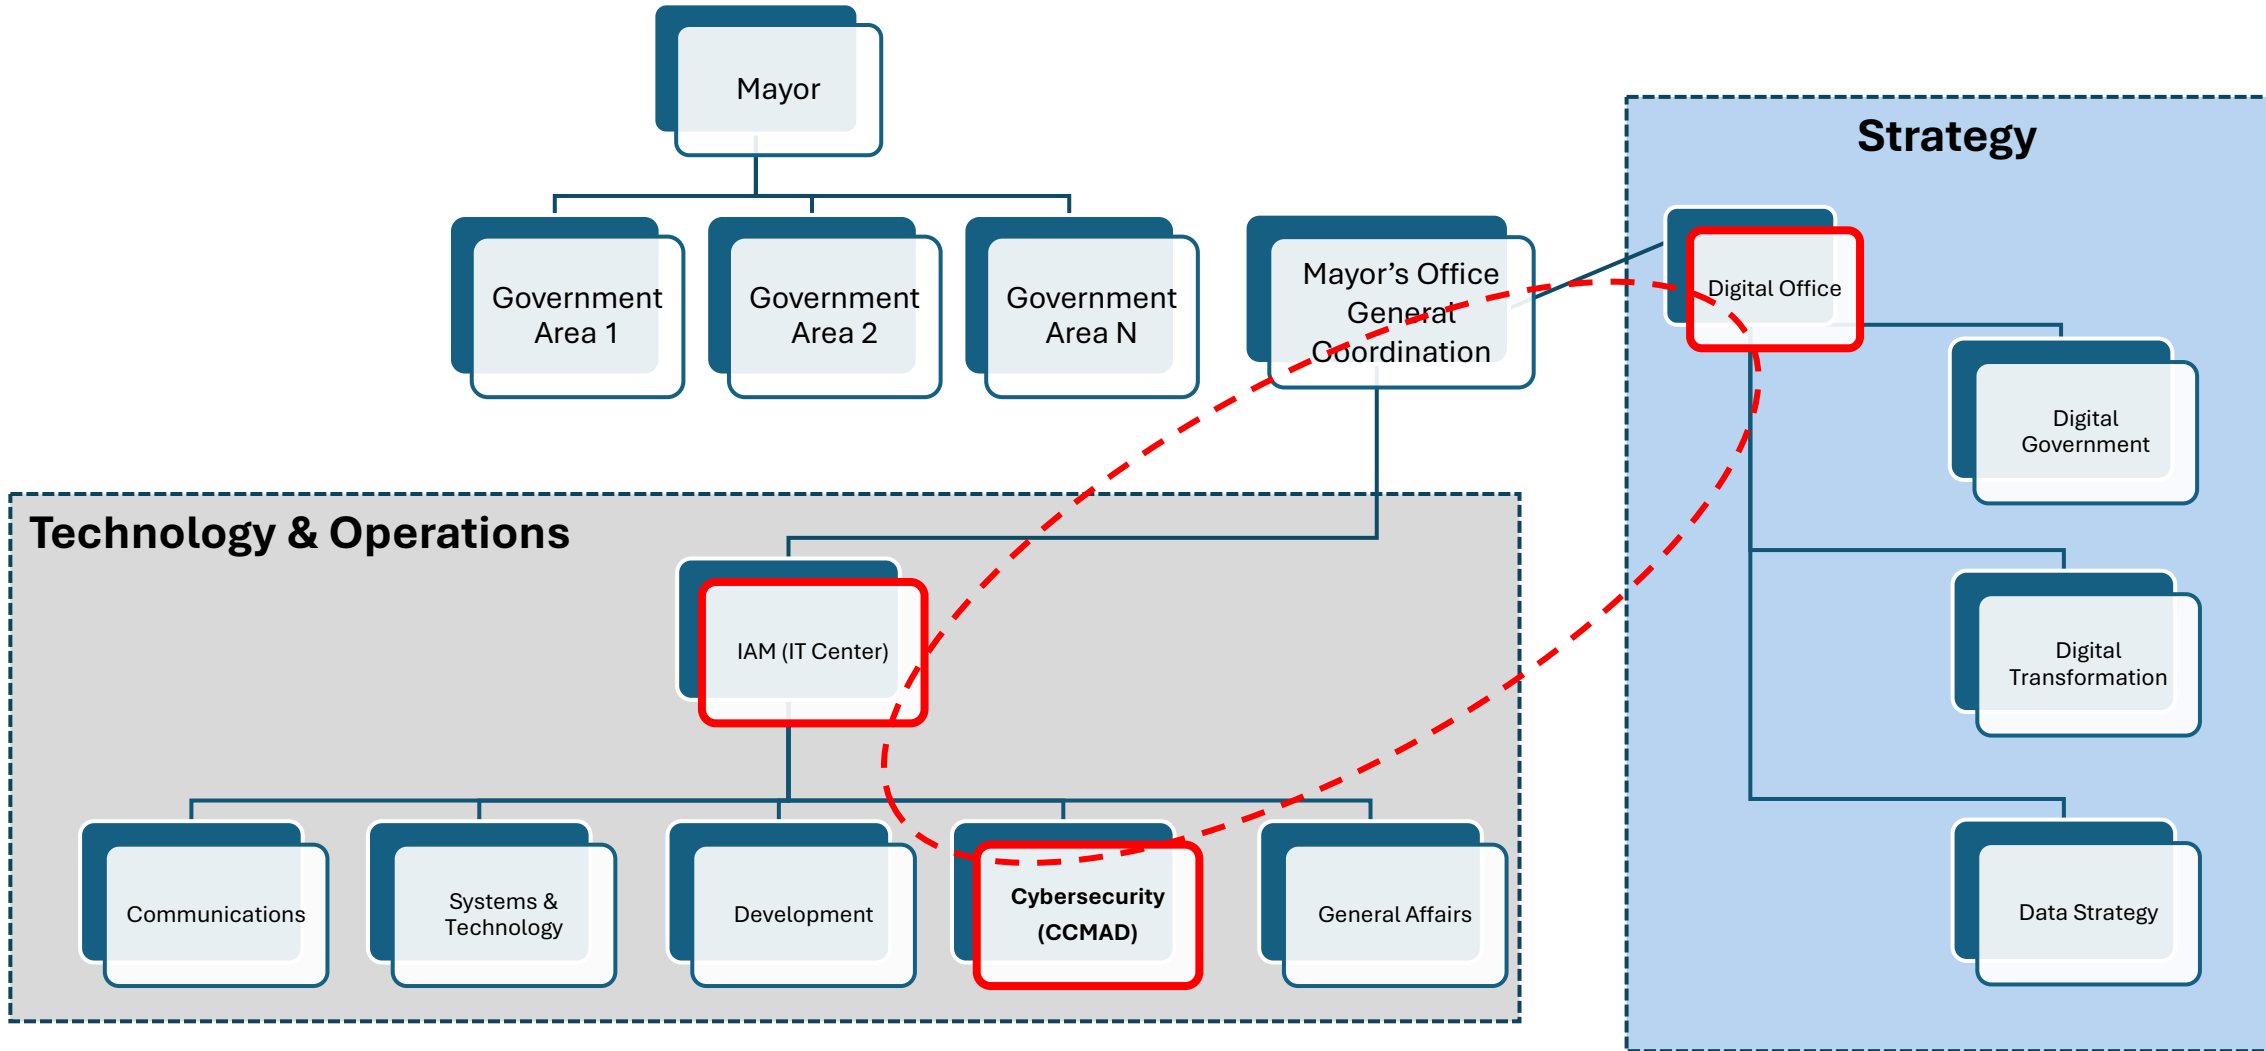 Mayor
Strategy
Government
Area 1
Government
Area 2
Government
Area N
Mayor’s Office
General
Coordination
Digital Office
Digital
Government
Technology & Operations
IAM (IT Center)
Digital
Transformation
Communications
Systems &
Technology
Development
Cybersecurity
(CCMAD)
General Affairs
Data Strategy